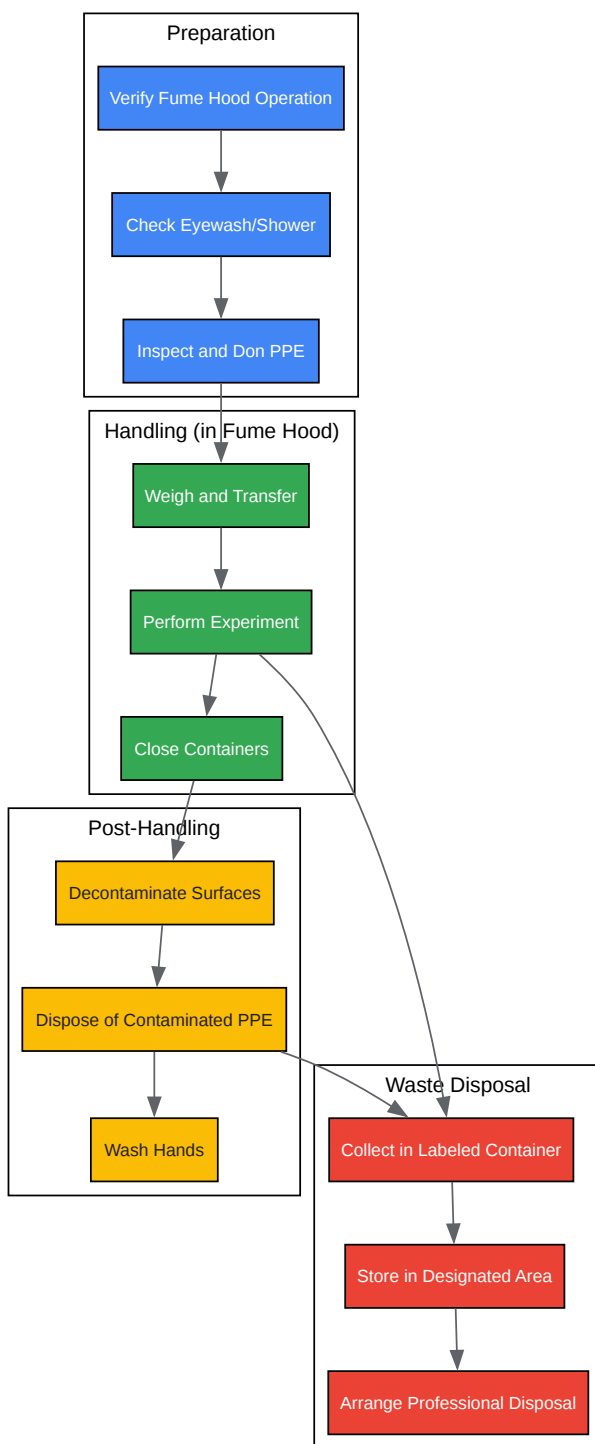 Preparation
Verify Fume Hood Operation
Check Eyewash/Shower
Inspect and Don PPE
Handling (in Fume Hood)
Weigh and Transfer
Perform Experiment
Close Containers
Post-Handling
Decontaminate Surfaces
Dispose of Contaminated PPE
Wash Hands
Waste Disposal
Collect in Labeled Container
Store in Designated Area
Arrange Professional Disposal